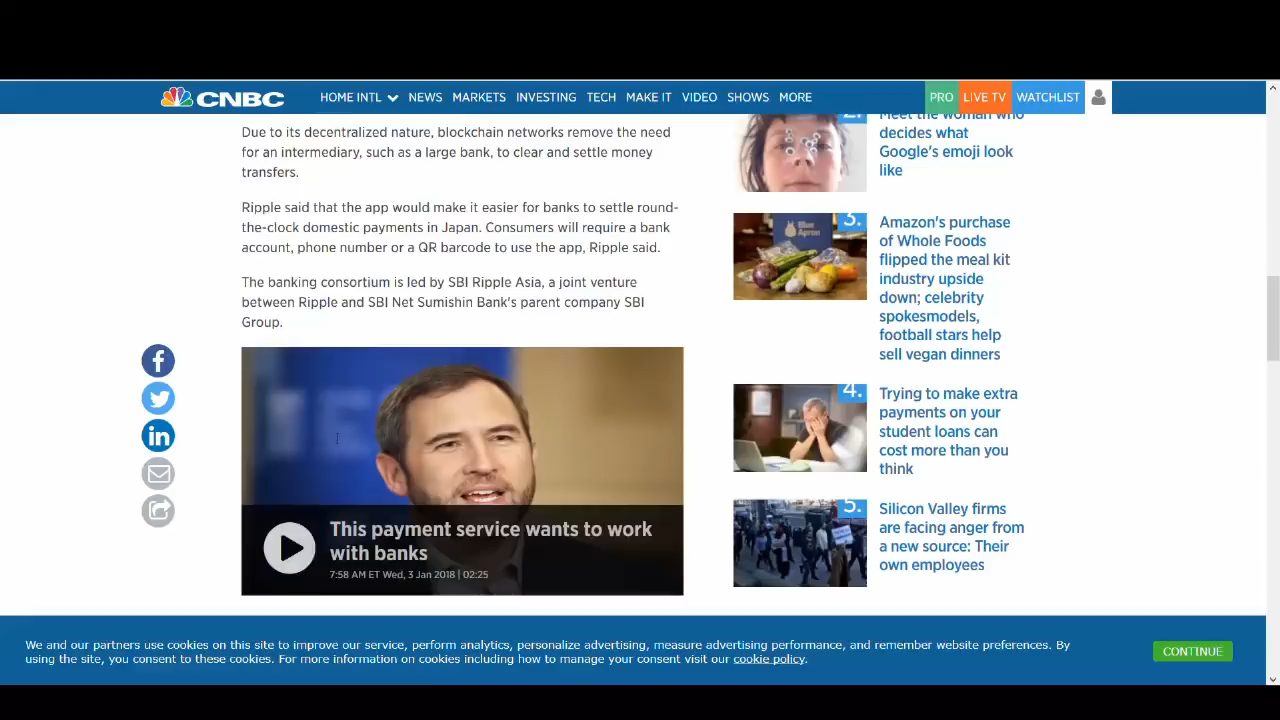 CNBC
HOME INTL NEWS MARKETS INVESTING TECH MAKE IT VIDEO SHOWS MORE
PRO LIVE TV WATCHLIST
Due to its decentralized nature, blockchain networks remove the need
for an intermediary, such as a large bank, to clear and settle money
transfers.
Ripple said that the app would make it easier for banks to settle round-
the-clock domestic payments in Japan. Consumers will require a bank
account, phone number or a QR barcode to use the app, Ripple said.
The banking consortium is led by SBI Ripple Asia, a joint venture
between Ripple and SBI Net Sumishin Bank's parent company SBI
Group.
This payment service wants to work
with banks
7:58 AM ET Wed, 3 Jan 2018 | 02:25
2.
Meet the woman who
decides what
Google's emoji look
like
3.
Blue
Apron
Amazon's purchase
of Whole Foods
flipped the meal kit
industry upside
down; celebrity
spokesmodels,
football stars help
sell vegan dinners
4.
Trying to make extra
payments on your
student loans can
cost more than you
think
5.
Silicon Valley firms
are facing anger from
a new source: Their
own employees
We and our partners use cookies on this site to improve our service, perform analytics, personalize advertising, measure advertising performance, and remember website preferences. By
using the site, you consent to these cookies. For more information on cookies including how to manage your consent visit our cookie policy.
CONTINUE